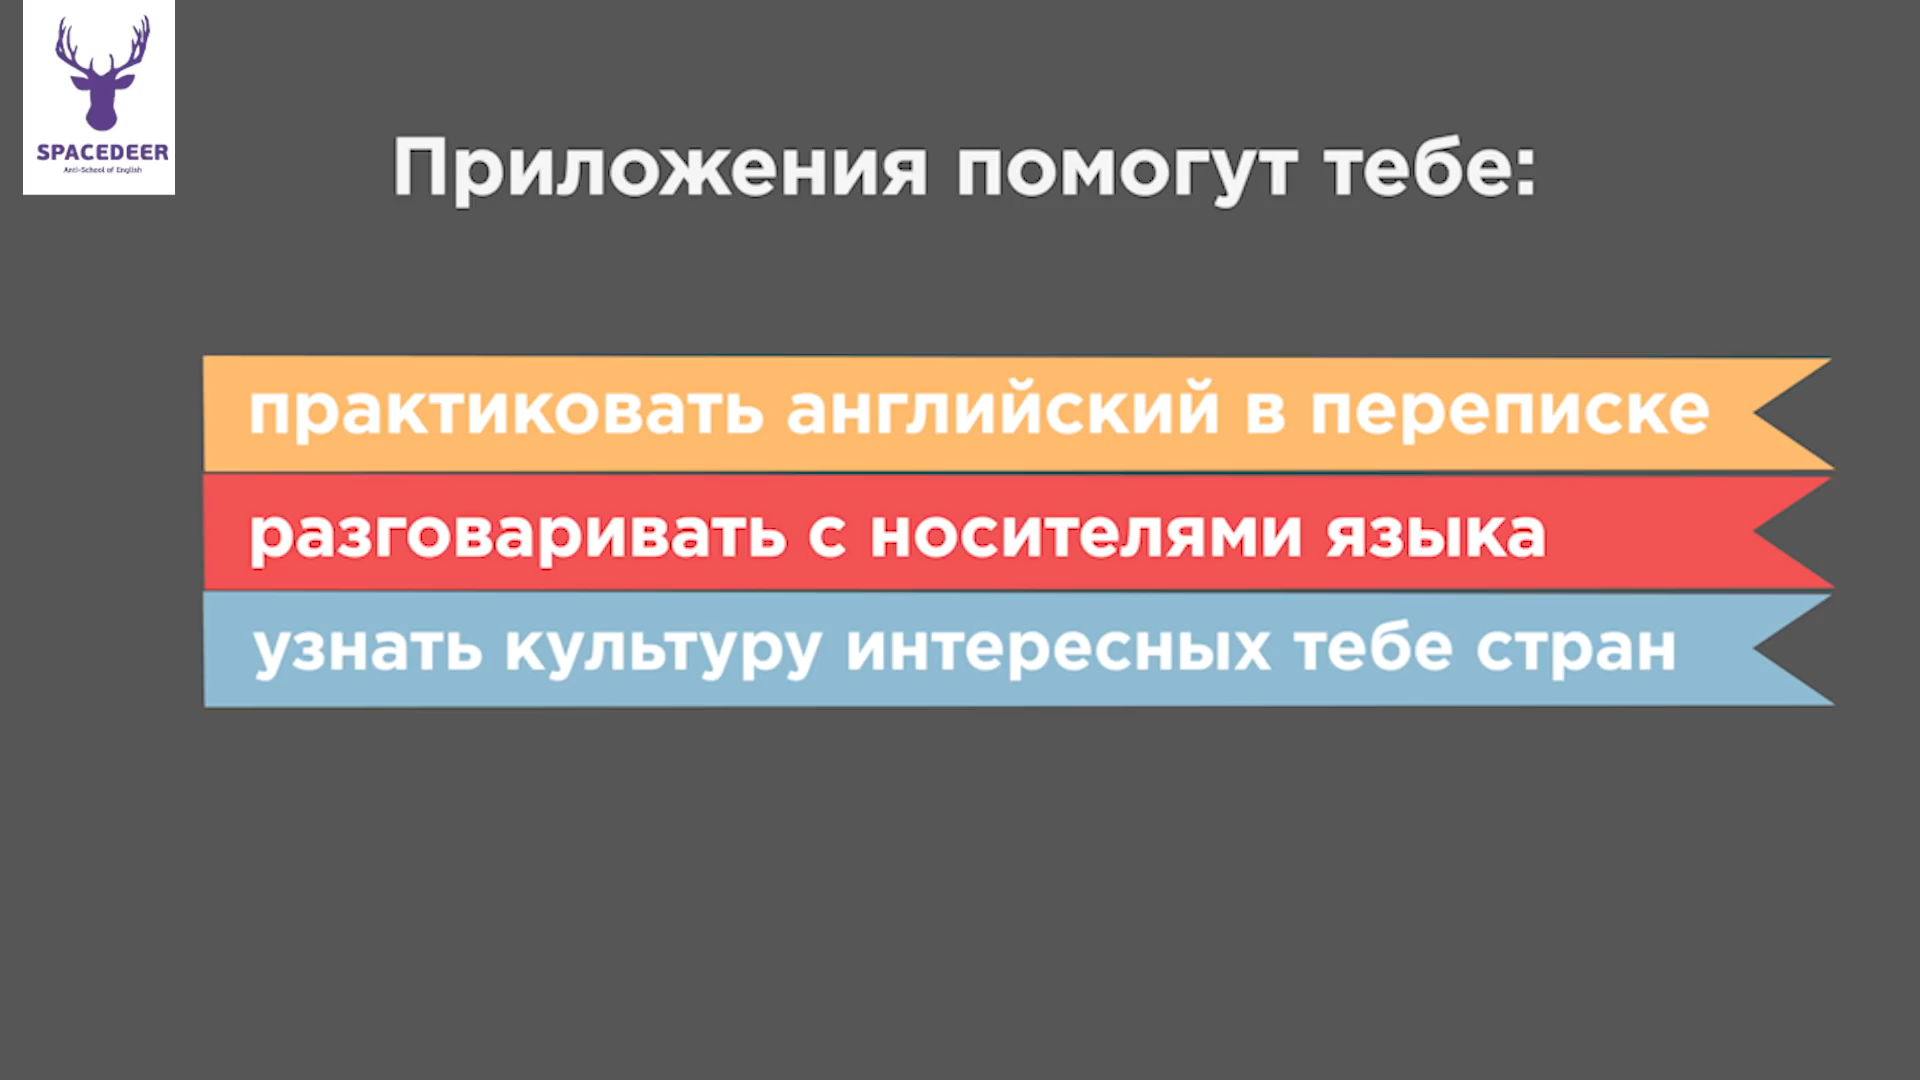 SPACEDEER
Anti-School of English
Приложения помогут тебе:
практиковать английский в переписке
разговаривать с носителями языка
узнать культуру интересных тебе стран